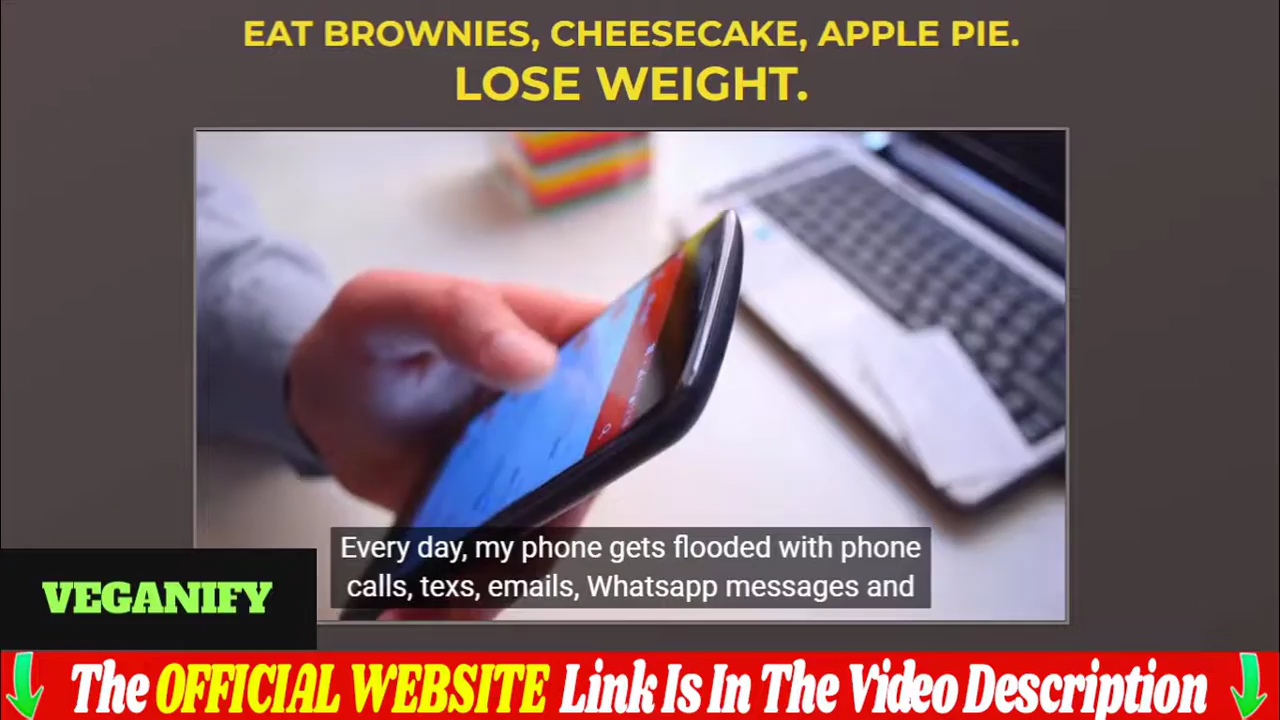 EAT BROWNIES, CHEESECAKE, APPLE PIE.
LOSE WEIGHT.
Every day, my phone gets flooded with phone
calls, texs, emails, Whatsapp messages and
VEGANIFY
The OFFICIAL WEBSITE Link Is In The Video Description